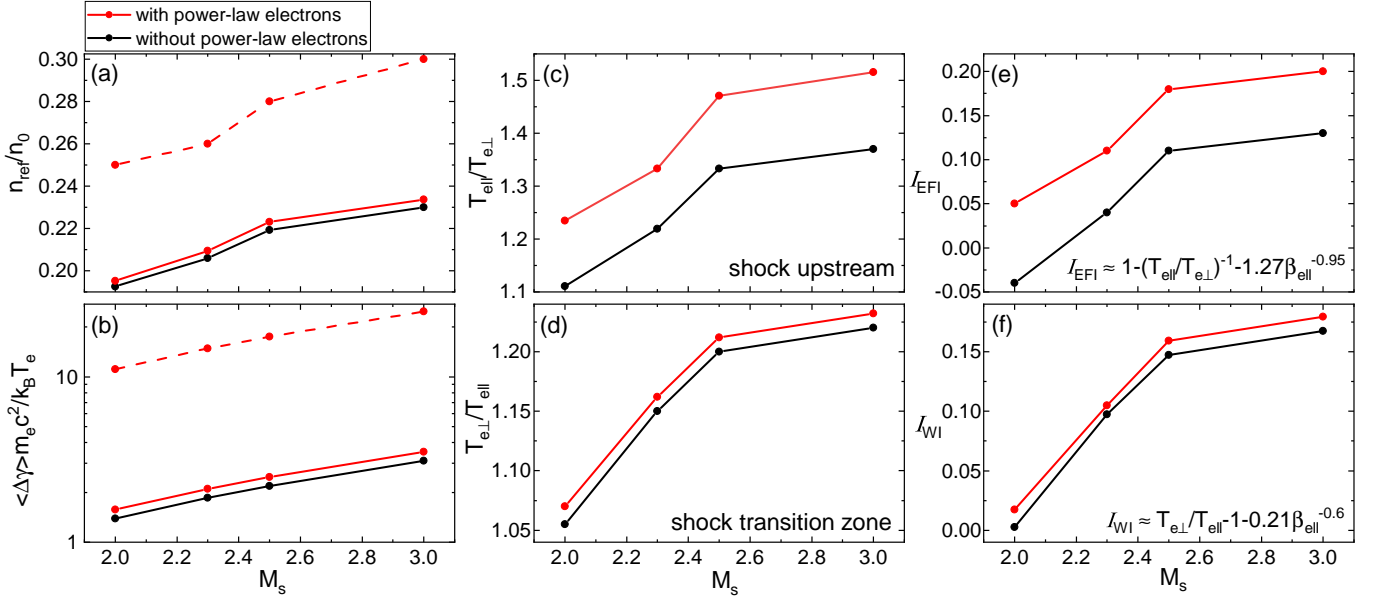 with power-law electrons
without power-law electrons
(a)
0.30
0.28
0.26
0.24
0.22
0.20
n_ref/n_0
(b)
10
1
<Δγ>m_e c^2/k_B T_e
2.0 2.2 2.4 2.6 2.8 3.0
M_s
(c)
1.5
1.4
1.3
1.2
1.1
T_e||/T_e⊥
shock upstream
(d)
1.20
1.15
1.10
1.05
T_e⊥/T_e||
shock transition zone
2.0 2.2 2.4 2.6 2.8 3.0
M_s
(e)
0.20
0.15
0.10
0.05
0.00
-0.05
I_EFI
I_EFI ≈ 1-(T_e||/T_e⊥)^-1-1.27β_e||^-0.95
(f)
0.15
0.10
0.05
0.00
I_WI
I_WI ≈ T_e⊥/T_e||-1-0.21β_e||^-0.6
2.0 2.2 2.4 2.6 2.8 3.0
M_s